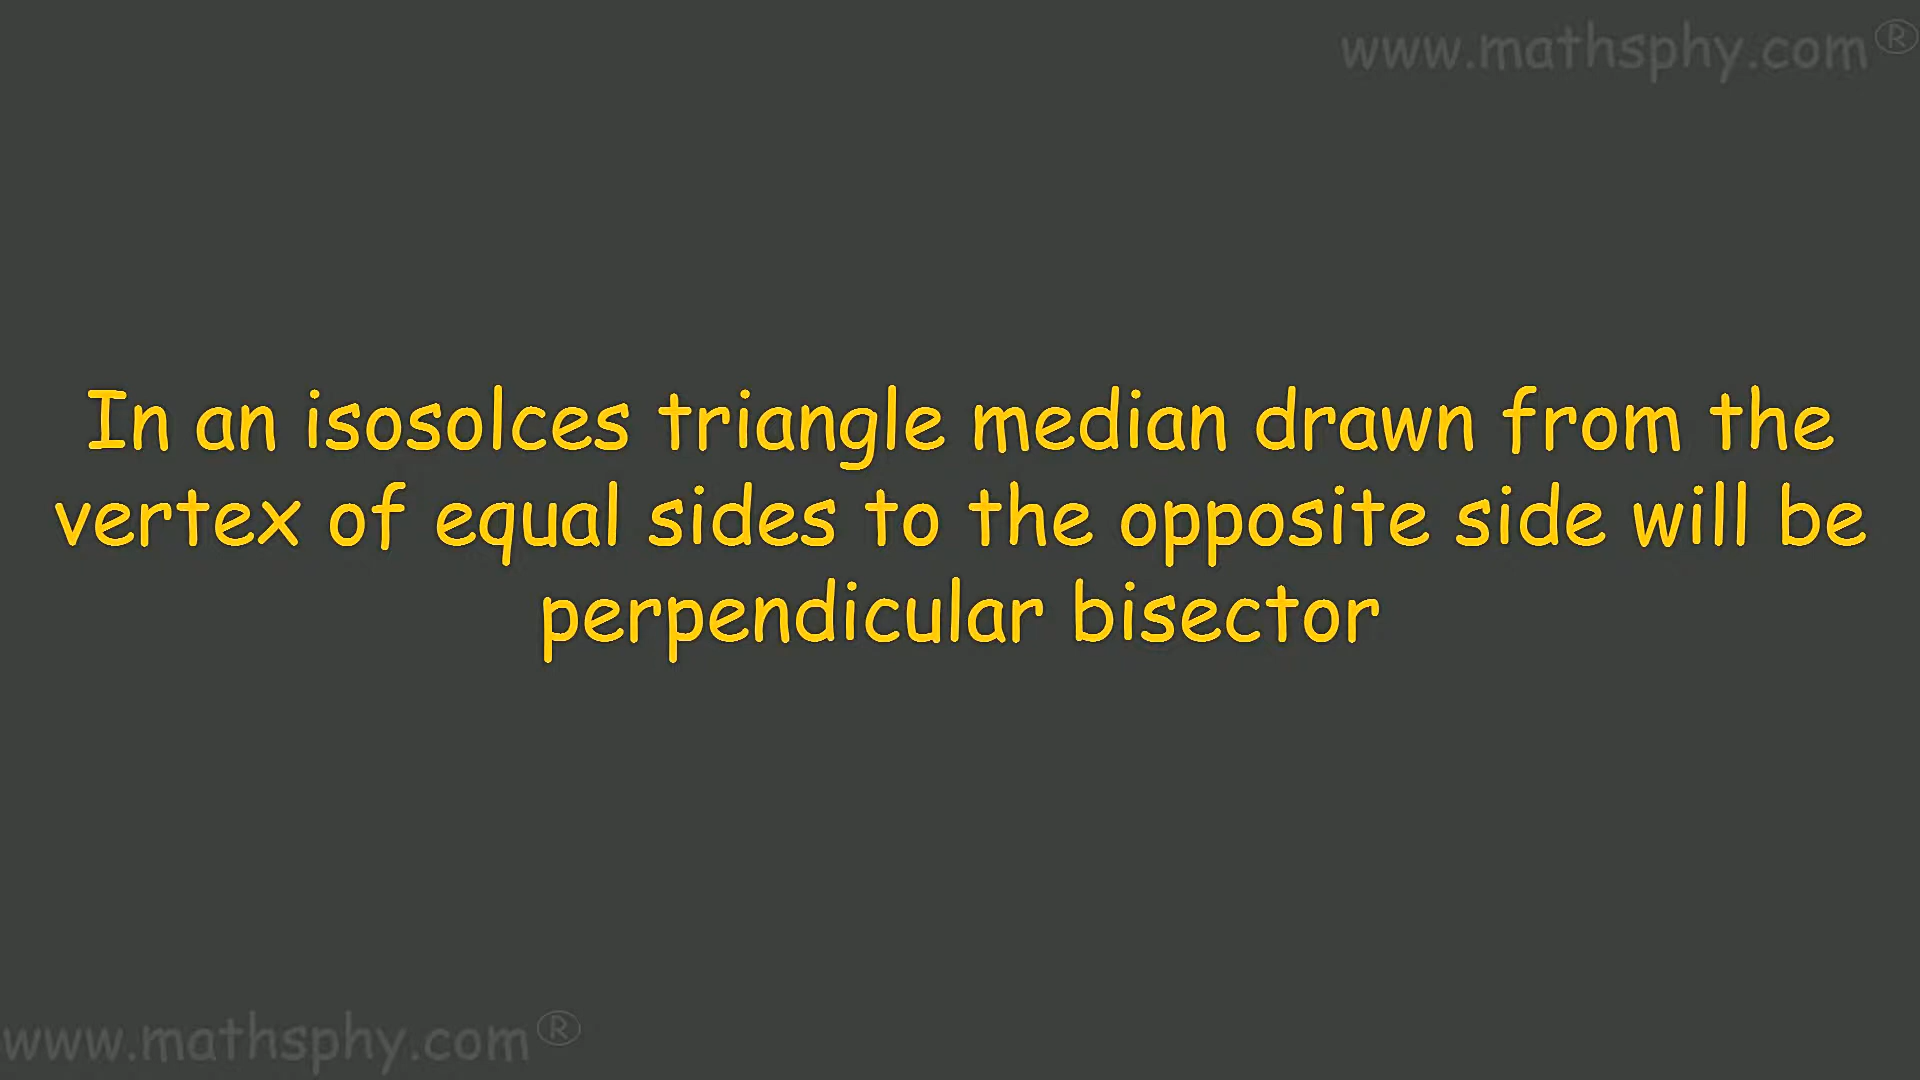 www.mathsphy.com®
In an isosolces triangle median drawn from the
vertex of equal sides to the opposite side will be
perpendicular bisector
www.mathsphy.com®